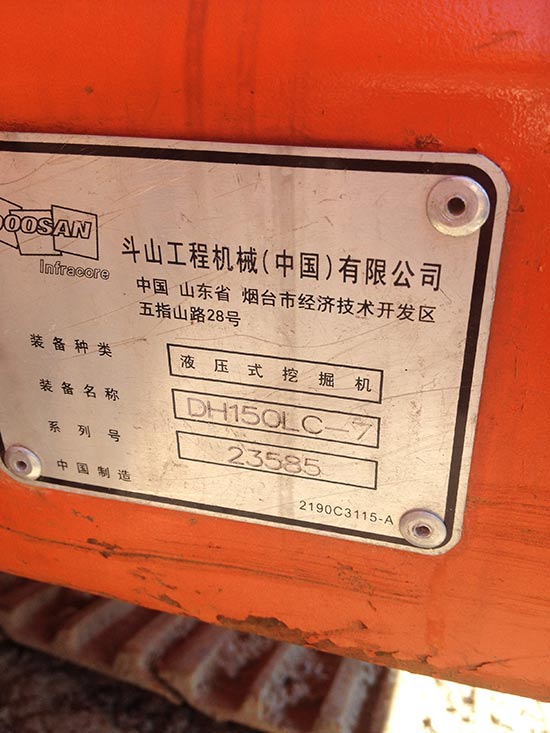 DOOSAN
Infracore
斗山工程机械(中国)有限公司
中国 山东省 烟台市经济技术开发区
五指山路28号
装备种类 液压式挖掘机
装备名称 DH150LC-7
系列号 23585
中国制造
2190C3115-A